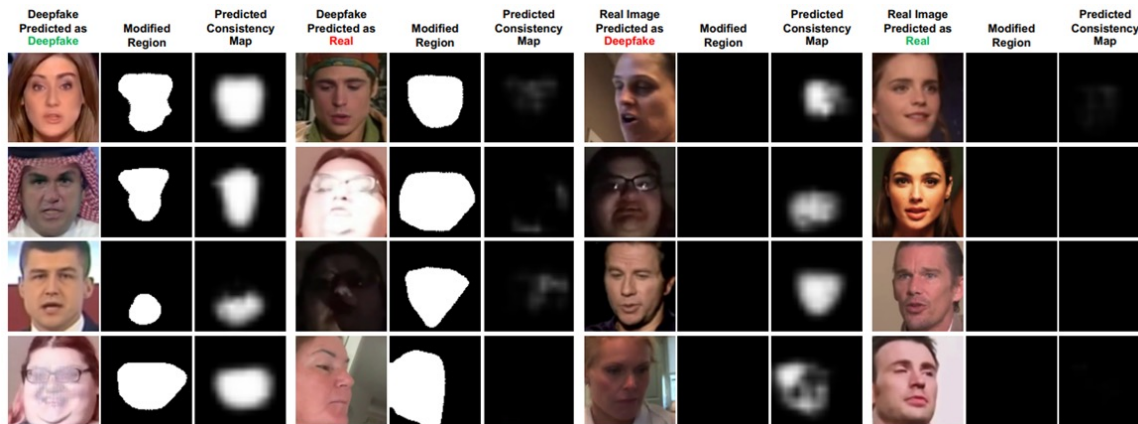 Deepfake
Predicted as
Deepfake
Modified
Region
Predicted
Consistency
Map
Deepfake
Predicted as
Real
Modified
Region
Predicted
Consistency
Map
Real Image
Predicted as
Deepfake
Modified
Region
Predicted
Consistency
Map
Real Image
Predicted as
Real
Modified
Region
Predicted
Consistency
Map